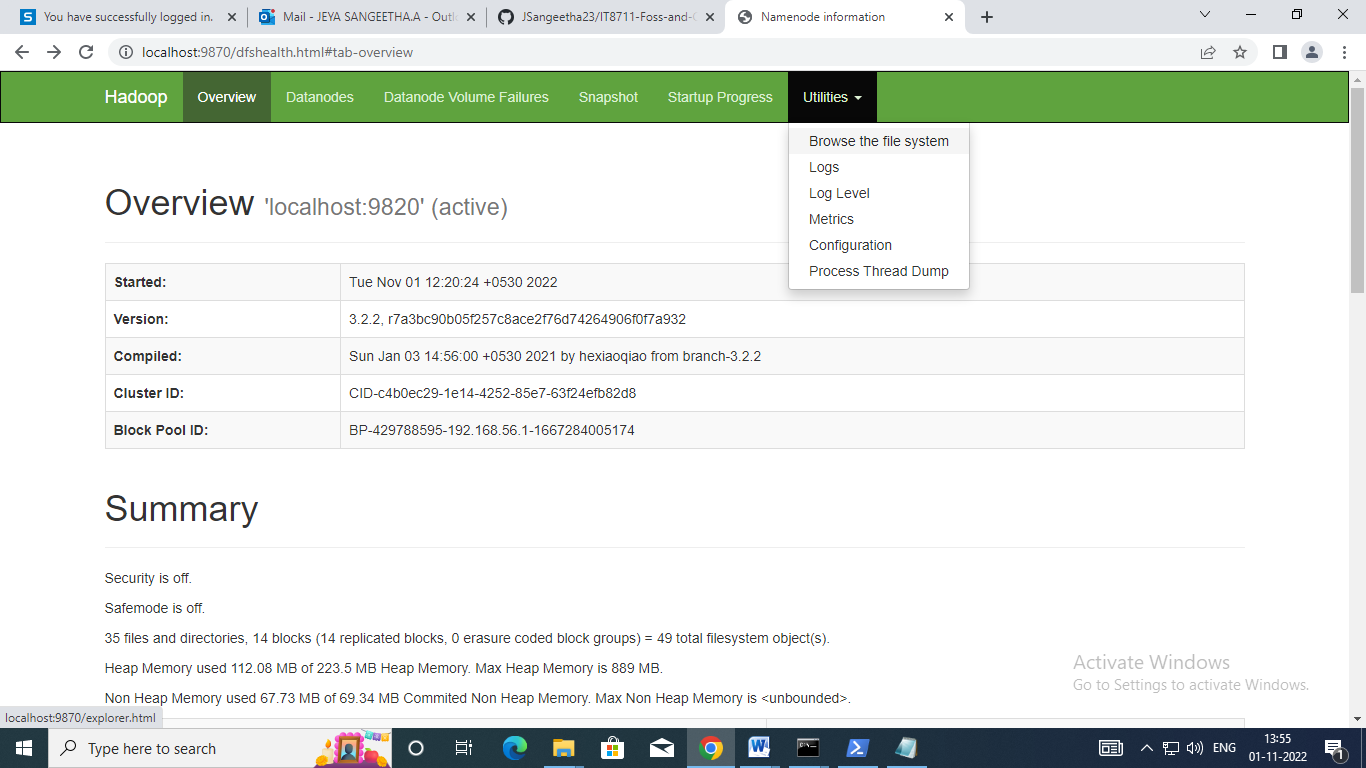 You have successfully logged in.
Mail - JEYA SANGEETHA.A - Outl
JSangeetha23/IT8711-Foss-and-C
Namenode information
localhost:9870/dfshealth.html#tab-overview
Hadoop Overview Datanodes Datanode Volume Failures Snapshot Startup Progress Utilities
Browse the file system
Logs
Log Level
Metrics
Configuration
Process Thread Dump
Overview 'localhost:9820' (active)
Started: Tue Nov 01 12:20:24 +0530 2022
Version: 3.2.2, r7a3bc90b05f257c8ace2f76d74264906f0f7a932
Compiled: Sun Jan 03 14:56:00 +0530 2021 by hexiaoqiao from branch-3.2.2
Cluster ID: CID-c4b0ec29-1e14-4252-85e7-63f24efb82d8
Block Pool ID: BP-429788595-192.168.56.1-1667284005174
Summary
Security is off.
Safemode is off.
35 files and directories, 14 blocks (14 replicated blocks, 0 erasure coded block groups) = 49 total filesystem object(s).
Heap Memory used 112.08 MB of 223.5 MB Heap Memory. Max Heap Memory is 889 MB.
Non Heap Memory used 67.73 MB of 69.34 MB Commited Non Heap Memory. Max Non Heap Memory is <unbounded>.
Activate Windows
Go to Settings to activate Windows.
localhost:9870/explorer.html
Type here to search
ENG
13:55
01-11-2022
1